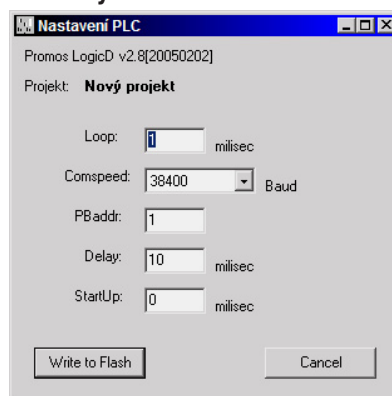 Nastavení PLC
Promos LogicD v2.8[20050202]
Projekt: Nový projekt
Loop: 1 milisec
Comspeed: 38400 Baud
PBaddr: 1
Delay: 10 milisec
StartUp: 0 milisec
Write to Flash Cancel